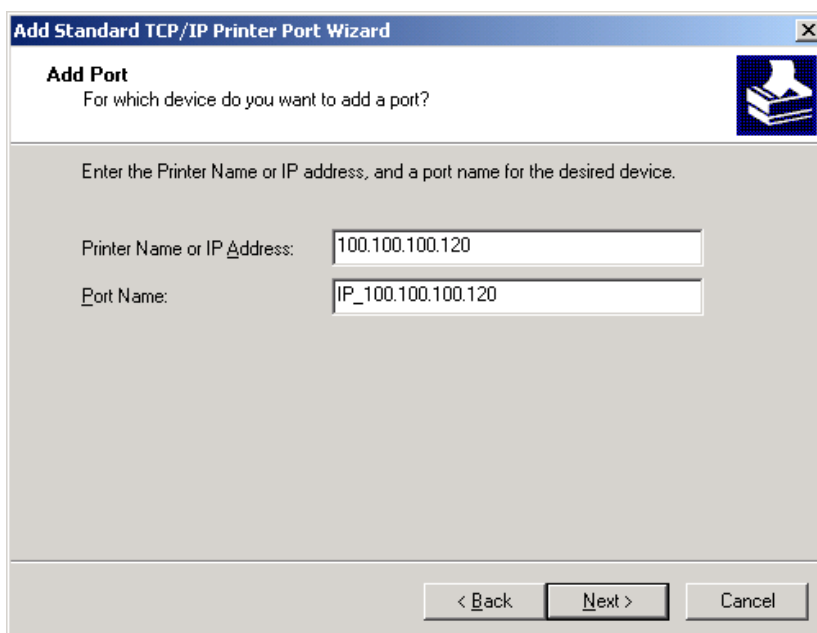 Add Standard TCP/IP Printer Port Wizard
Add Port
For which device do you want to add a port?
Enter the Printer Name or IP address, and a port name for the desired device.
Printer Name or IP Address: 100.100.100.120
Port Name: IP_100.100.100.120
< Back Next > Cancel